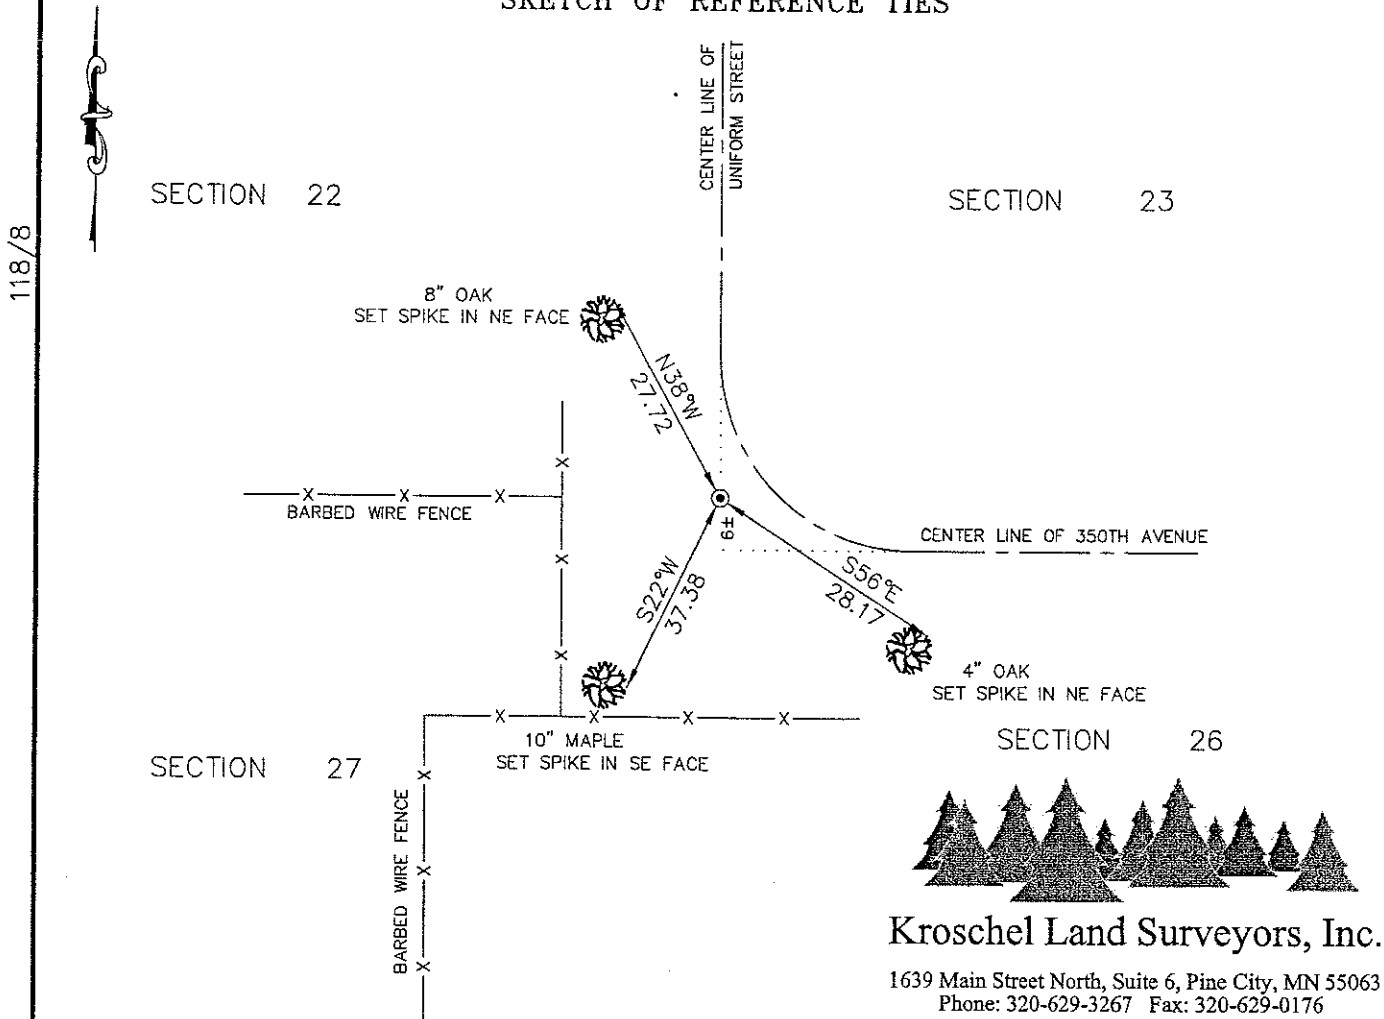 SKETCH OF REFERENCE TIES
118/8
CENTER LINE OF
UNIFORM STREET
SECTION 22
SECTION 23
8" OAK
SET SPIKE IN NE FACE
N38°W
27.72
X
X X X
BARBED WIRE FENCE
6±
CENTER LINE OF 350TH AVENUE
X
S56°E
28.17
S22°W
37.38
X
4" OAK
SET SPIKE IN NE FACE
X X X X
10" MAPLE
SET SPIKE IN SE FACE
SECTION 26
SECTION 27
X
BARBED WIRE FENCE
X
X
Kroschel Land Surveyors, Inc.
1639 Main Street North, Suite 6, Pine City, MN 55063
Phone: 320-629-3267 Fax: 320-629-0176